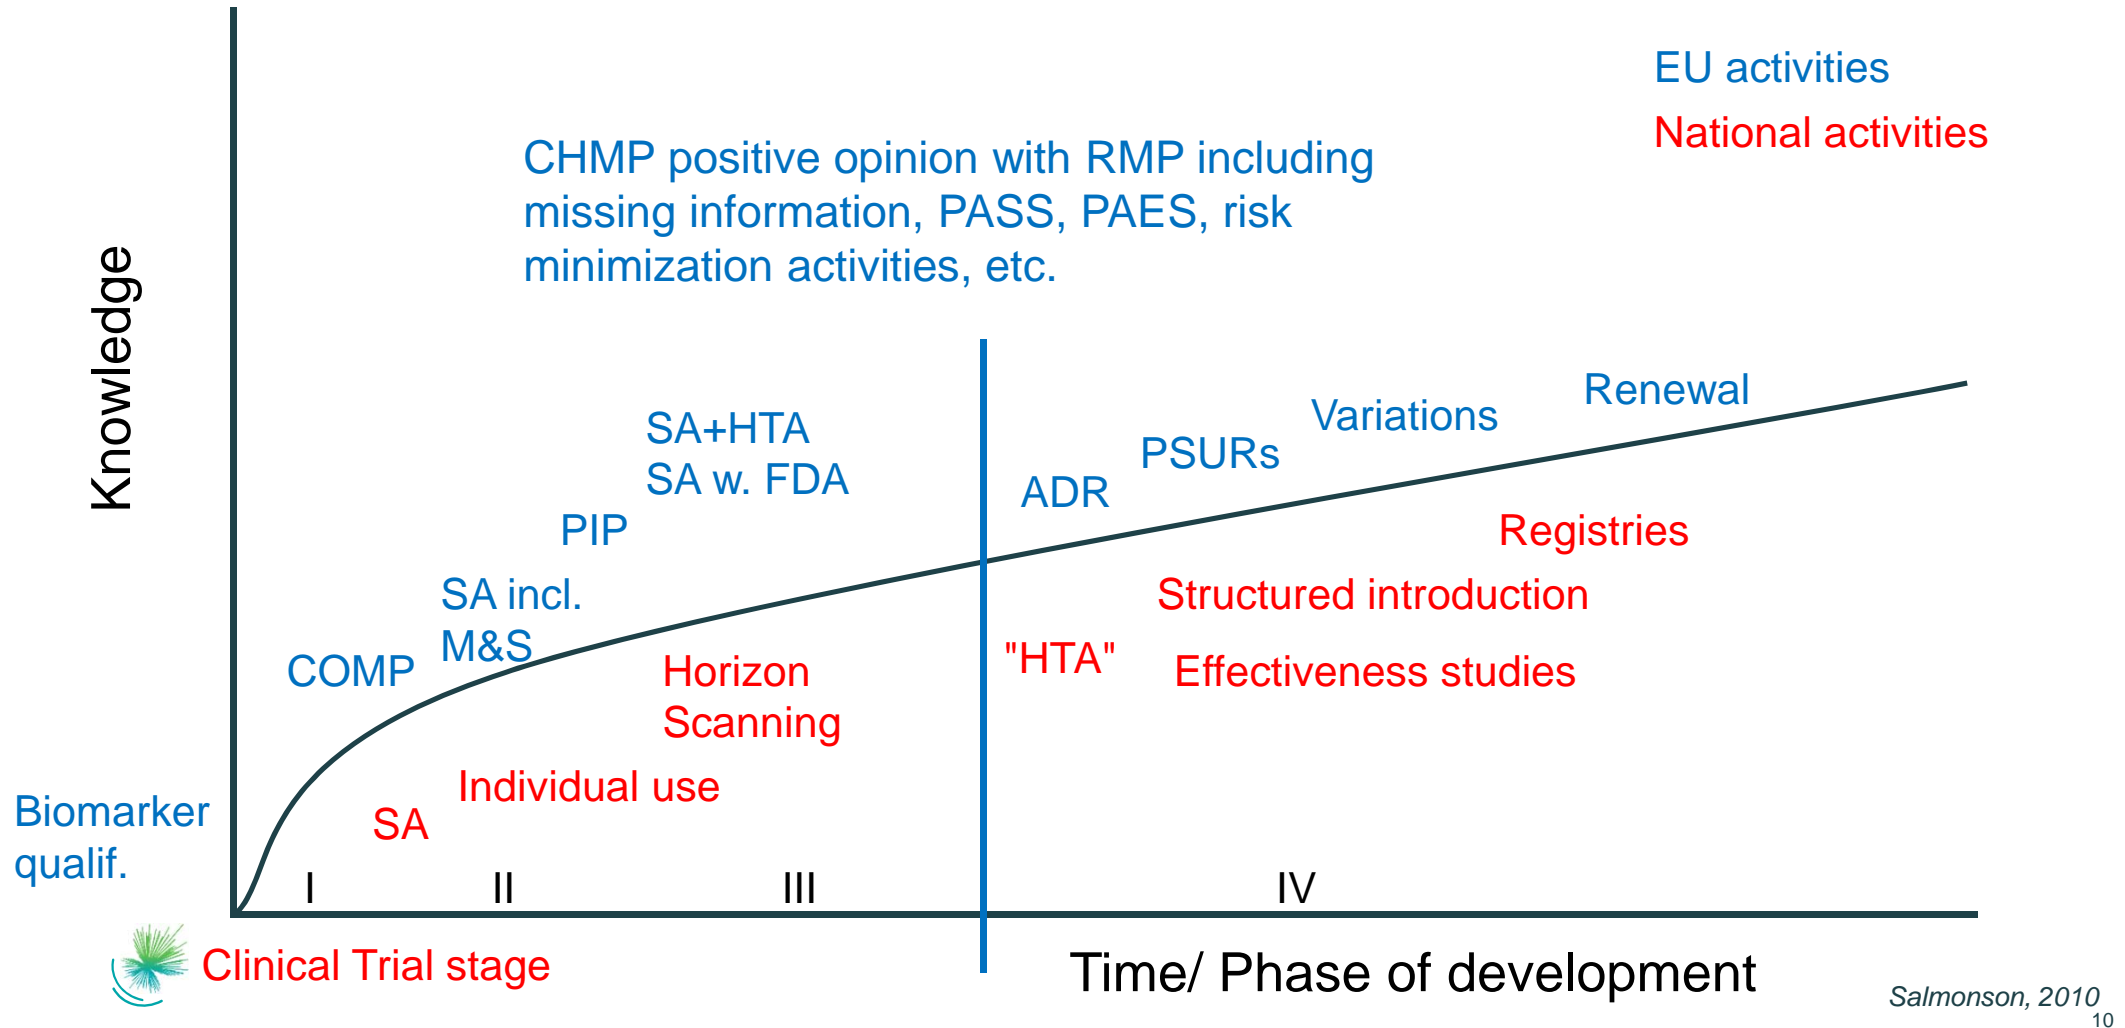 EU activities
National activities
CHMP positive opinion with RMP including
missing information, PASS, PAES, risk
minimization activities, etc.
Knowledge
SA+HTA
SA w. FDA
PIP
SA incl.
M&S
COMP
Biomarker
qualif.
ADR
PSURs
Variations
Renewal
Registries
Structured introduction
"HTA"
Effectiveness studies
Horizon
Scanning
Individual use
SA
I
II
III
IV
Clinical Trial stage
Time/ Phase of development
Salmonson, 2010
10